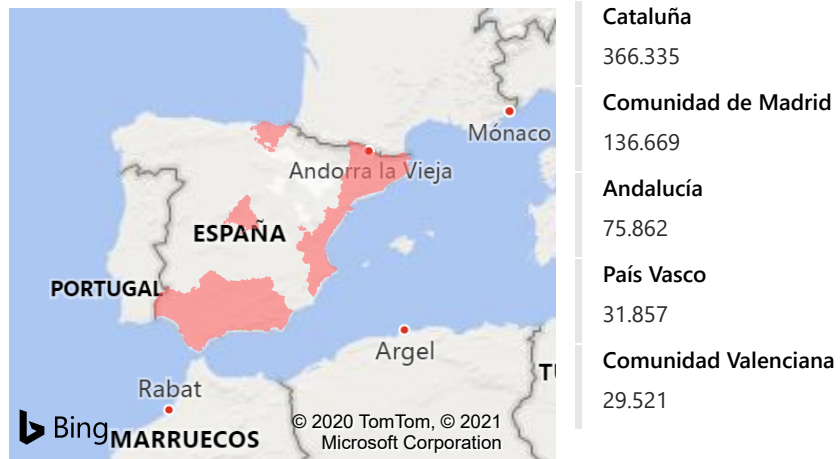 Mónaco
Andorra la Vieja
ESPAÑA
PORTUGAL
Argel
Rabat
MARRUECOS
Bing
© 2020 TomTom, © 2021
Microsoft Corporation
Cataluña
366.335
Comunidad de Madrid
136.669
Andalucía
75.862
País Vasco
31.857
Comunidad Valenciana
29.521